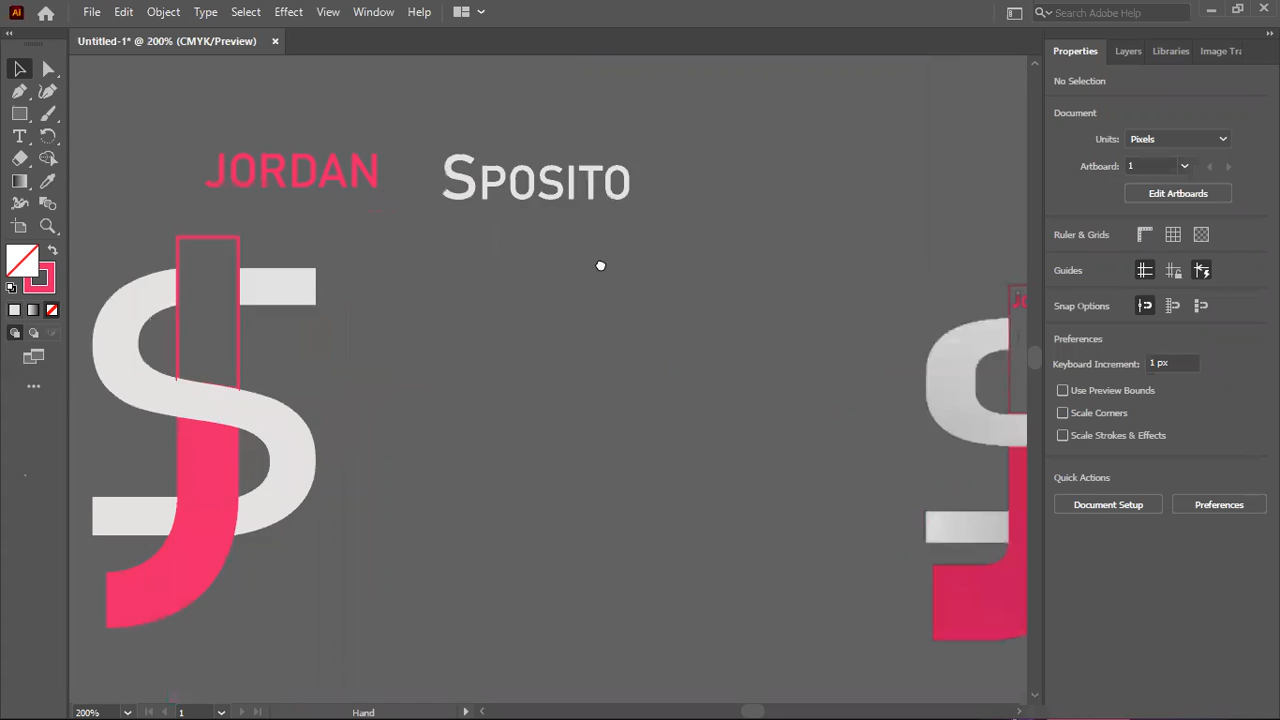 Ai
File Edit Object Type Select Effect View Window Help
Search Adobe Help
Untitled-1* @ 200% (CMYK/Preview)
Properties Layers Libraries Image Tra
No Selection
Document
Units: Pixels
Artboard: 1
Edit Artboards
Ruler & Grids
Guides
Snap Options
Preferences
Keyboard Increment: 1 px
Use Preview Bounds
Scale Corners
Scale Strokes & Effects
Quick Actions
Document Setup Preferences
JORDAN SPOSITO
SJ
200% 1 Hand